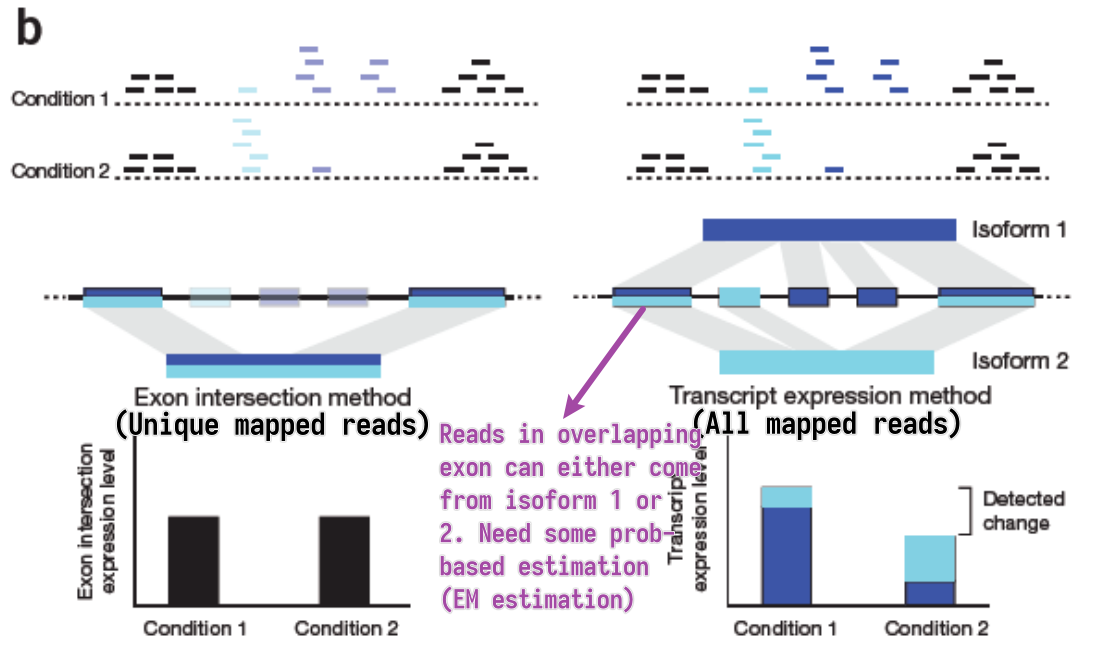 b
Condition 1
Condition 2
Isoform 1
Isoform 2
Exon intersection method
(Unique mapped reads)
Transcript expression method
(All mapped reads)
Reads in overlapping
exon can either come
from isoform 1 or
2. Need some prob-
based estimation
(EM estimation)
Exon intersection
expression level
Condition 1
Condition 2
Transcript
expression level
Detected
change
Condition 1
Condition 2